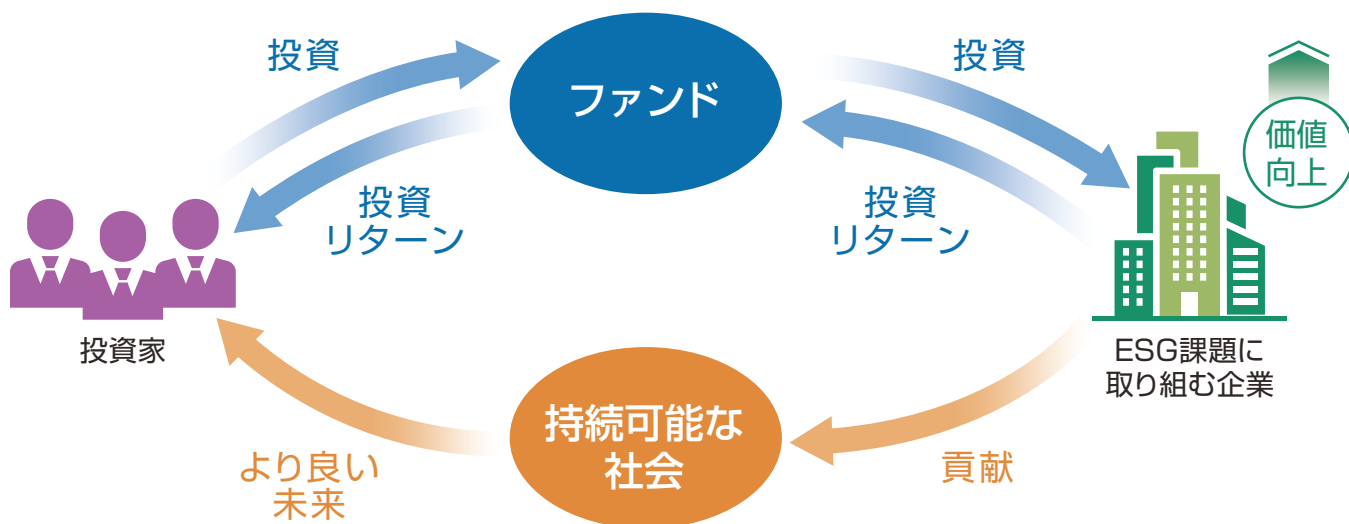 投資
ファンド
投資
価値
向上
投資
リターン
投資
リターン
投資家
ESG課題に
取り組む企業
持続可能な
社会
より良い
未来
貢献